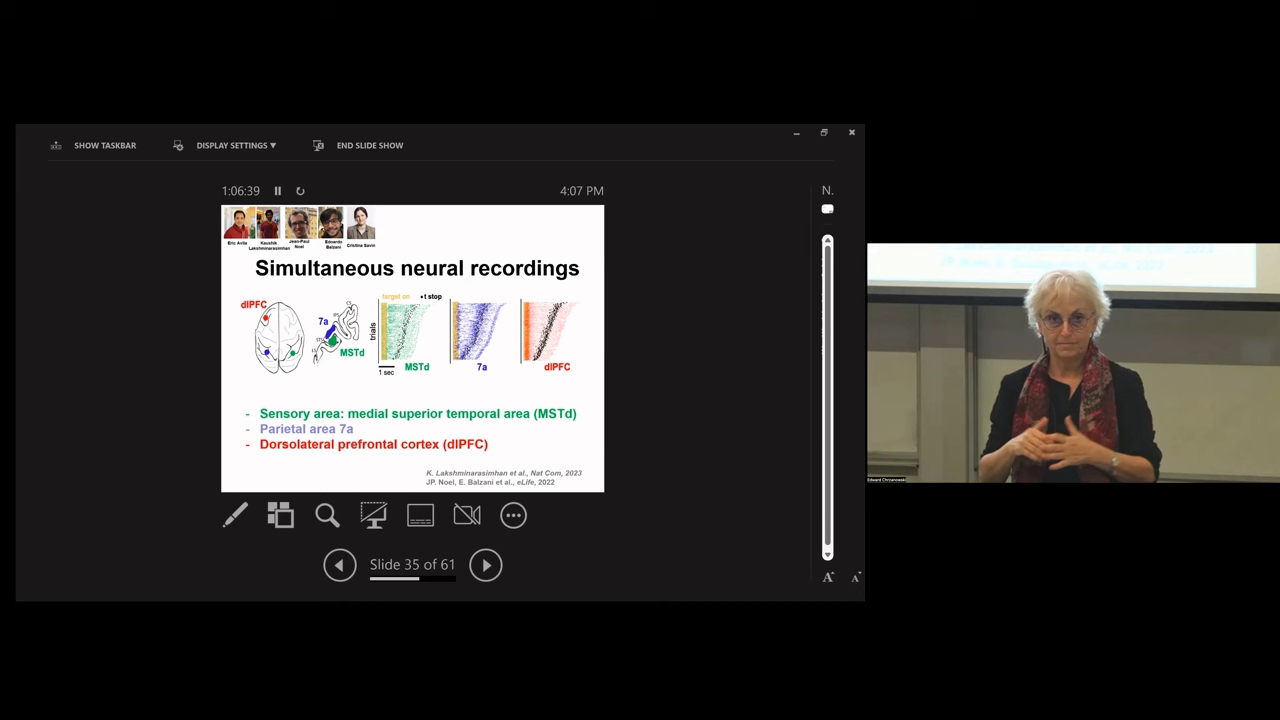 SHOW TASKBAR
DISPLAY SETTINGS ▼
END SLIDE SHOW
1:06:39
4:07 PM
N.
Eric Avila
Kaushik
Lakshminarasimhan
Jean-Paul
Noel
Edoardo
Balzani
Cristina Savin
Simultaneous neural recordings
dlPFC
7a
MSTd
target on
t stop
trials
1 sec
MSTd
7a
dlPFC
- Sensory area: medial superior temporal area (MSTd)
- Parietal area 7a
- Dorsolateral prefrontal cortex (dlPFC)
K. Lakshminarasimhan et al., Nat Com, 2023
JP. Noel, E. Balzani et al., eLife, 2022
Slide 35 of 61
A
A
Edward Chrzanowski